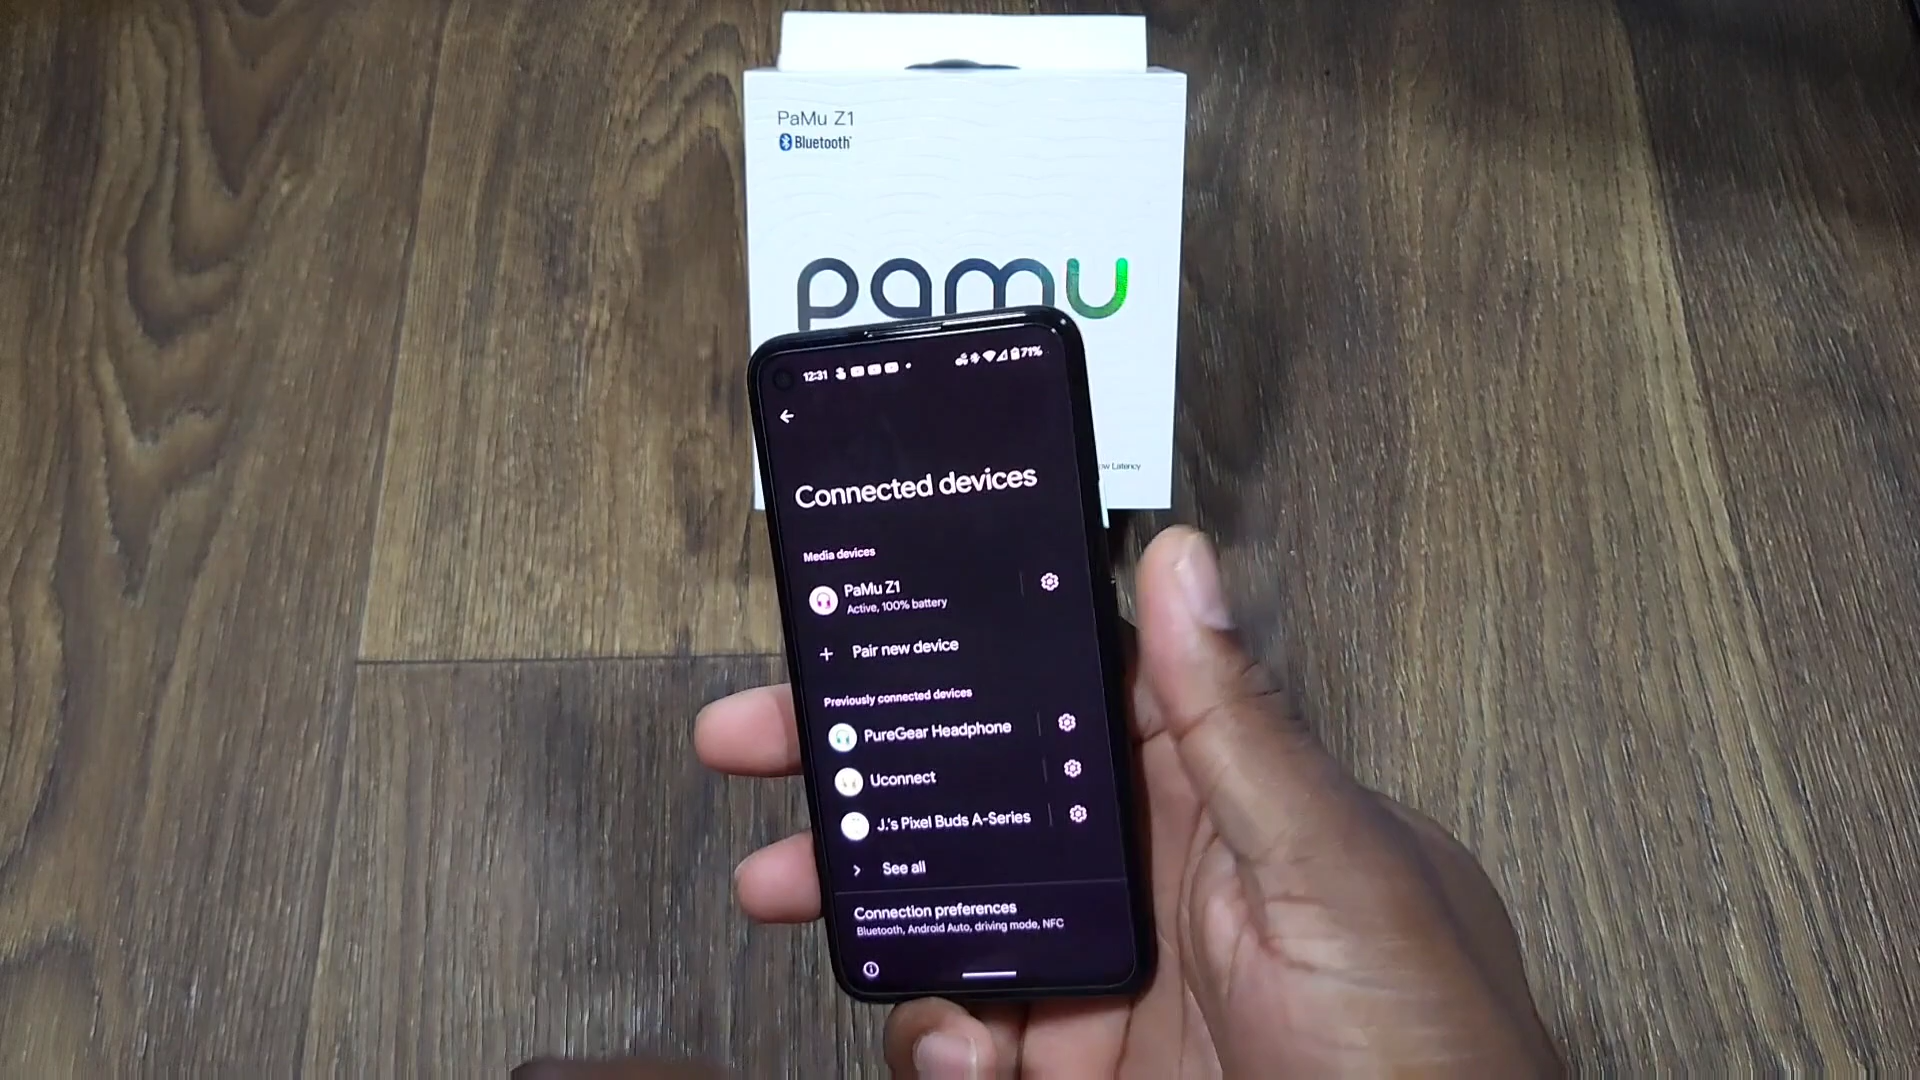 PaMu Z1
Bluetooth
pamu
ow Latency
12:31
71%
Connected devices
Media devices
PaMu Z1
Active, 100% battery
+ Pair new device
Previously connected devices
PureGear Headphone
Uconnect
J.'s Pixel Buds A-Series
See all
Connection preferences
Bluetooth, Android Auto, driving mode, NFC